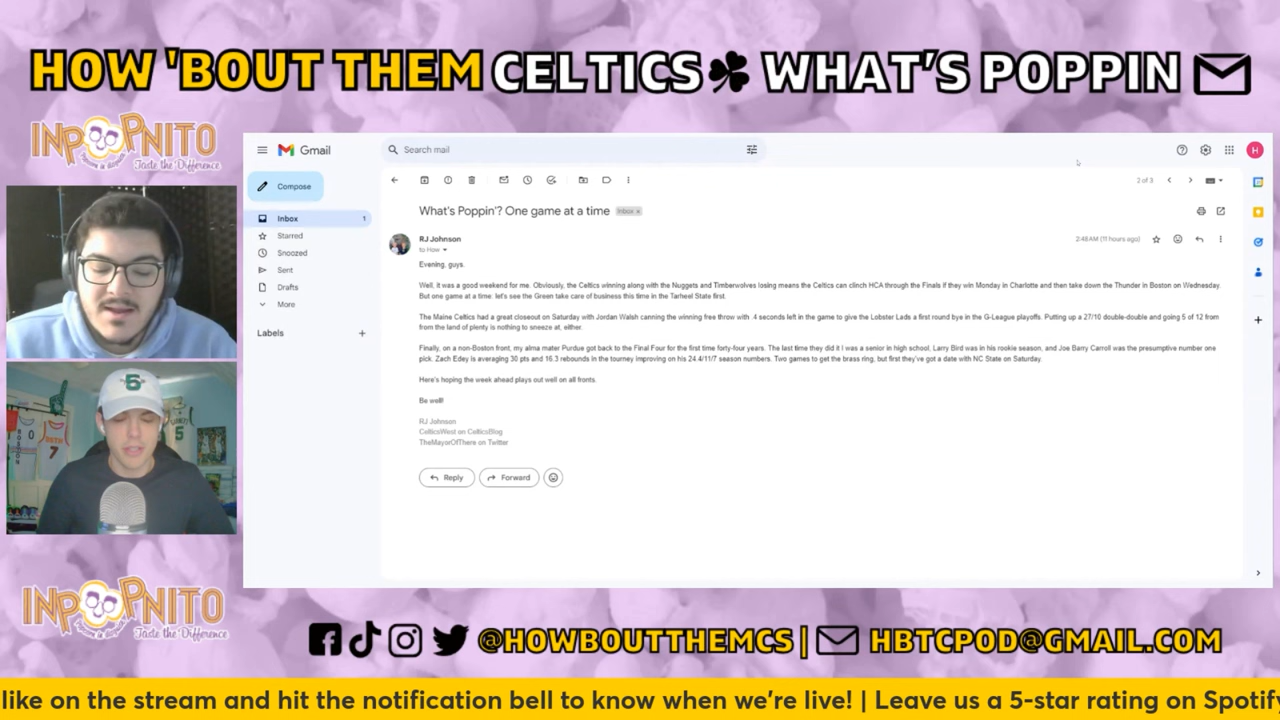 HOW 'BOUT THEM CELTICS WHAT'S POPPIN
INPOPNITO
Taste the Difference
Gmail
Search mail
H
Compose
2 of 3
Inbox 1
Starred
Snoozed
Sent
Drafts
More
Labels
What's Poppin'? One game at a time Inbox x
RJ Johnson
2:48AM (11 hours ago)
to How
Evening, guys.
Well, it was a good weekend for me. Obviously, the Celtics winning along with the Nuggets and Timberwolves losing means the Celtics can clinch HCA through the Finals if they win Monday in Charlotte and then take down the Thunder in Boston on Wednesday.
But one game at a time: let's see the Green take care of business this time in the Tarheel State first.
The Maine Celtics had a great closeout on Saturday with Jordan Walsh canning the winning free throw with .4 seconds left in the game to give the Lobster Lads a first round bye in the G-League playoffs. Putting up a 27/10 double-double and going 5 of 12 from
from the land of plenty is nothing to sneeze at, either.
Finally, on a non-Boston front, my alma mater Purdue got back to the Final Four for the first time forty-four years. The last time they did it I was a senior in high school, Larry Bird was in his rookie season, and Joe Barry Carroll was the presumptive number one
pick. Zach Edey is averaging 30 pts and 16.3 rebounds in the tourney improving on his 24.4/11/7 season numbers. Two games to get the brass ring, but first they've got a date with NC State on Saturday.
Here's hoping the week ahead plays out well on all fronts.
Be well!
RJ Johnson
CelticsWest on CelticsBlog
TheMayorOfThere on Twitter
Reply
Forward
INPOPNITO
Taste the Difference
@HOWBOUTTHEMCS | HBTCPOD@GMAIL.COM
like on the stream and hit the notification bell to know when we're live! | Leave us a 5-star rating on Spotify